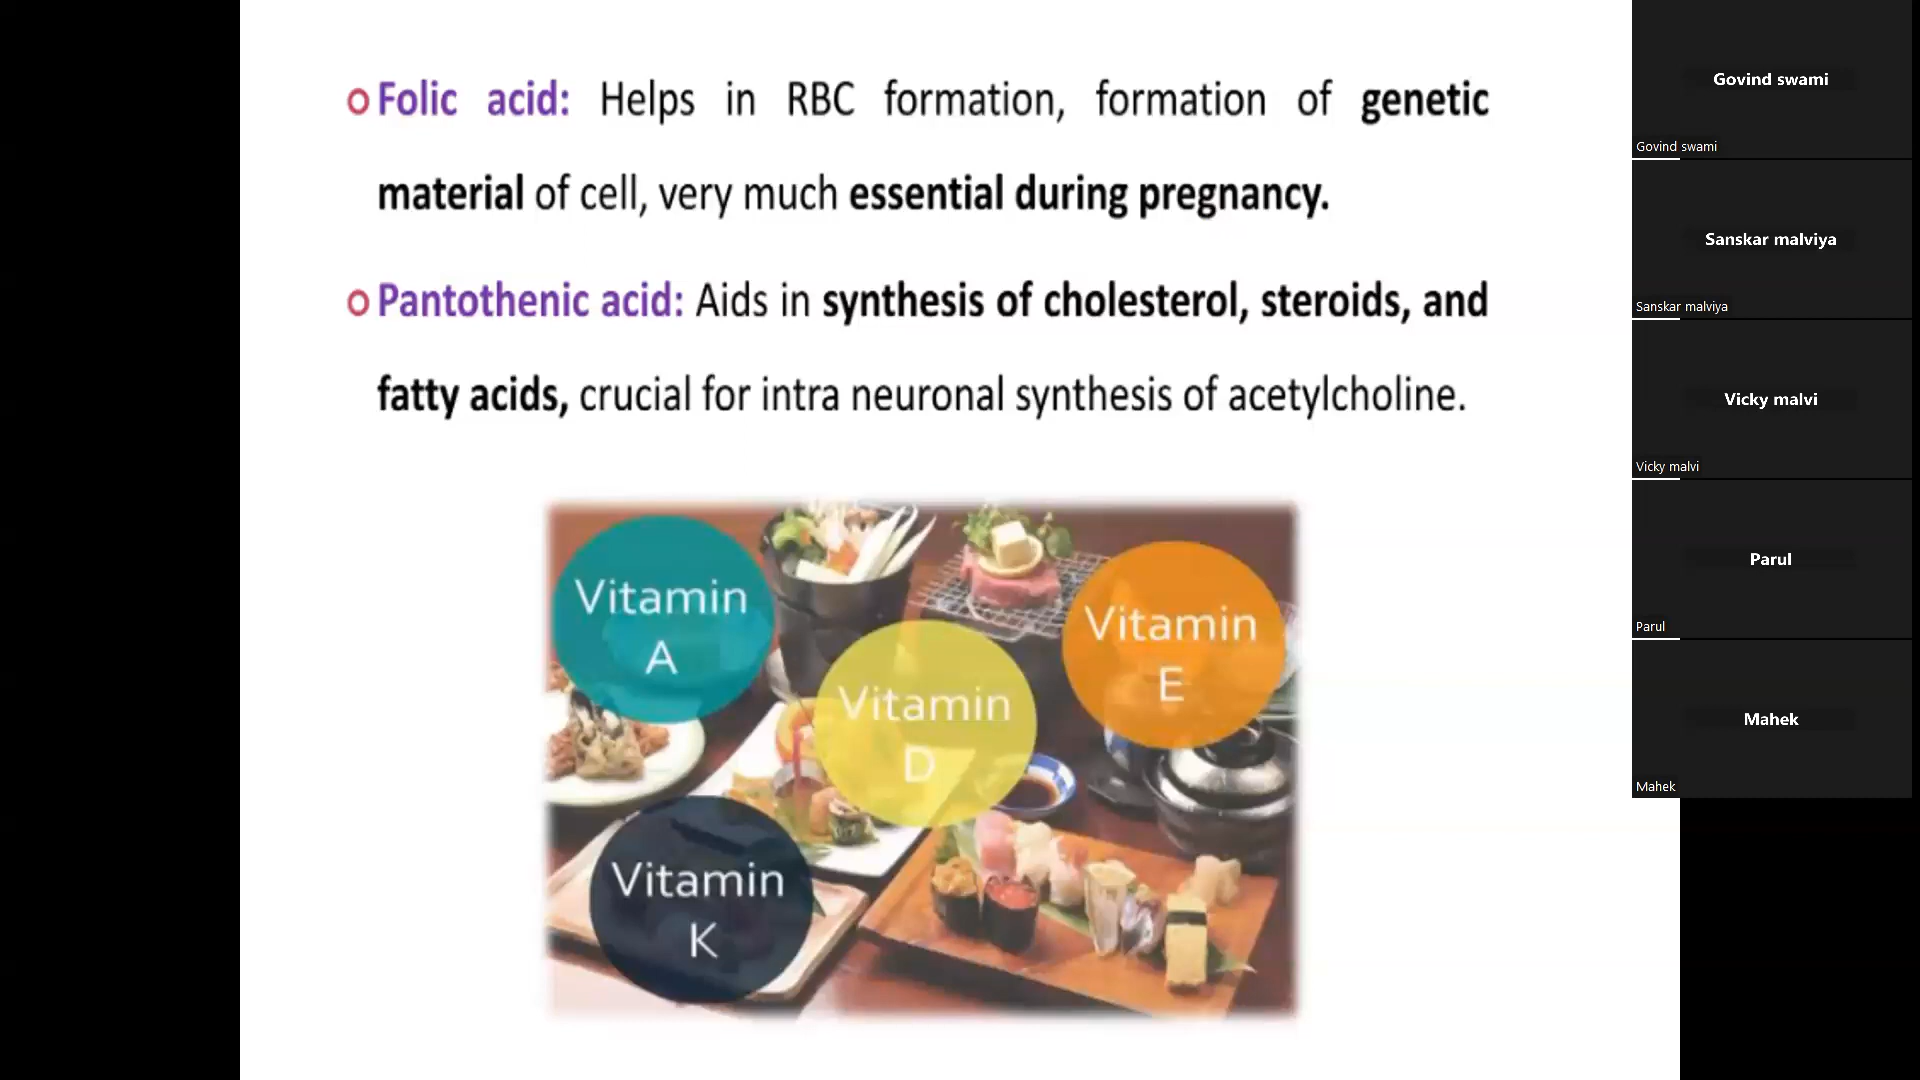 Folic acid: Helps in RBC formation, formation of genetic
material of cell, very much essential during pregnancy.
Pantothenic acid: Aids in synthesis of cholesterol, steroids, and
fatty acids, crucial for intra neuronal synthesis of acetylcholine.
Vitamin
A
Vitamin
E
Vitamin
D
Vitamin
K
Govind swami
Govind swami
Sanskar malviya
Sanskar malviya
Vicky malvi
Vicky malvi
Parul
Parul
Mahek
Mahek